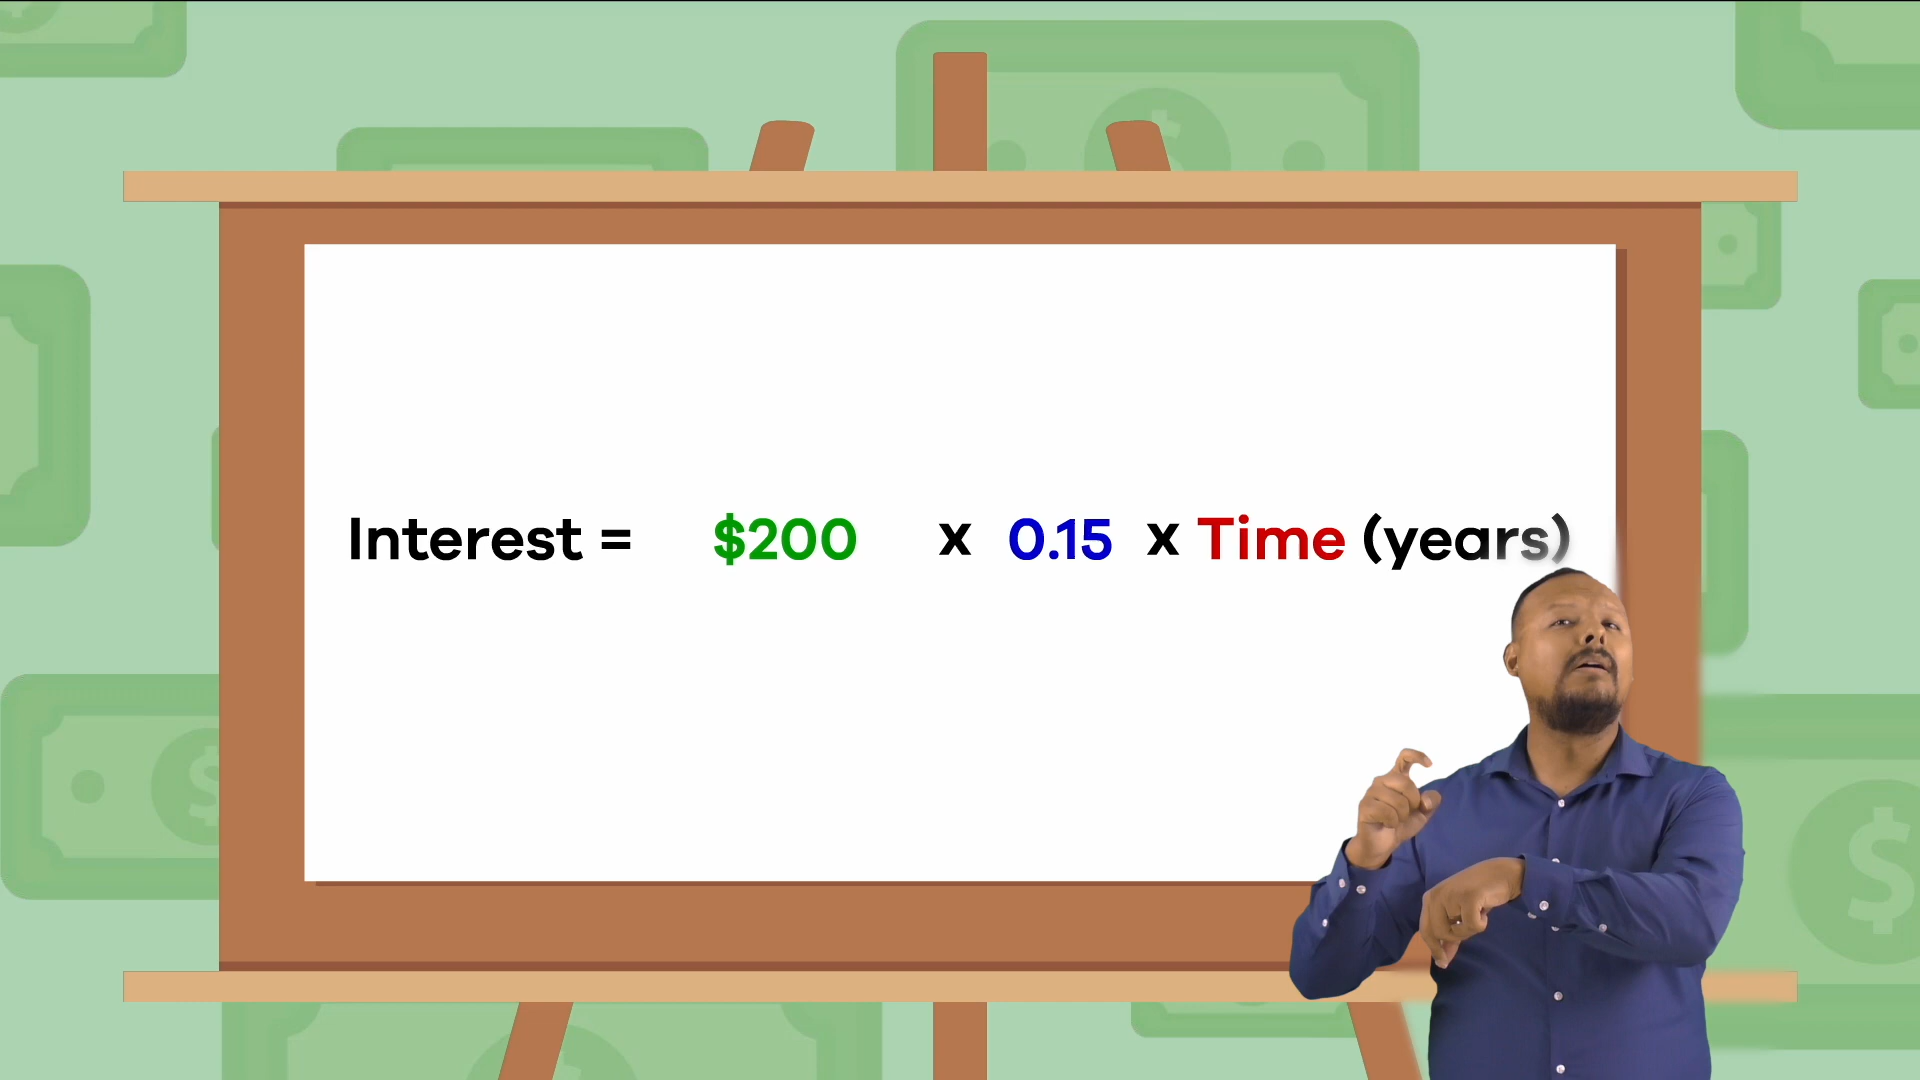 Interest = $200 x 0.15 x Time (years)